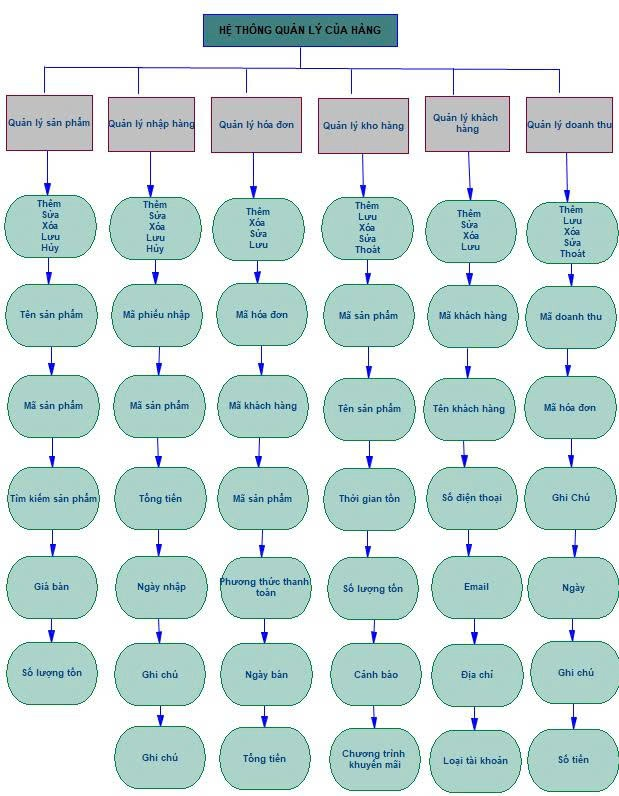 HỆ THỐNG QUẢN LÝ CỦA HÀNG
Quản lý sản phẩm
Thêm
Sửa
Xóa
Lưu
Hủy
Tên sản phẩm
Mã sản phẩm
Tìm kiếm sản phẩm
Giá bàn
Số lượng tồn
Quản lý nhập hàng
Thêm
Sửa
Xóa
Lưu
Hủy
Mã phiếu nhập
Mã sản phẩm
Tổng tiền
Ngày nhập
Ghi chú
Ghi chú
Quản lý hóa đơn
Thêm
Xóa
Sửa
Lưu
Mã hóa đơn
Mã khách hàng
Mã sản phẩm
Phương thức thanh
toán
Ngày bàn
Tổng tiền
Quản lý kho hàng
Thêm
Lưu
Xóa
Sửa
Thoát
Mã sản phẩm
Tên sản phẩm
Thời gian tồn
Số lượng tồn
Cảnh bào
Chương trình
khuyến mãi
Quản lý khách
hàng
Thêm
Sửa
Xóa
Lưu
Mã khách hàng
Tên khách hàng
Số điện thoại
Email
Địa chỉ
Loại tài khoản
Quản lý doanh thu
Thêm
Lưu
Xóa
Sửa
Thoát
Mã doanh thu
Mã hóa đơn
Ghi Chú
Ngày
Ghi chú
Số tiền